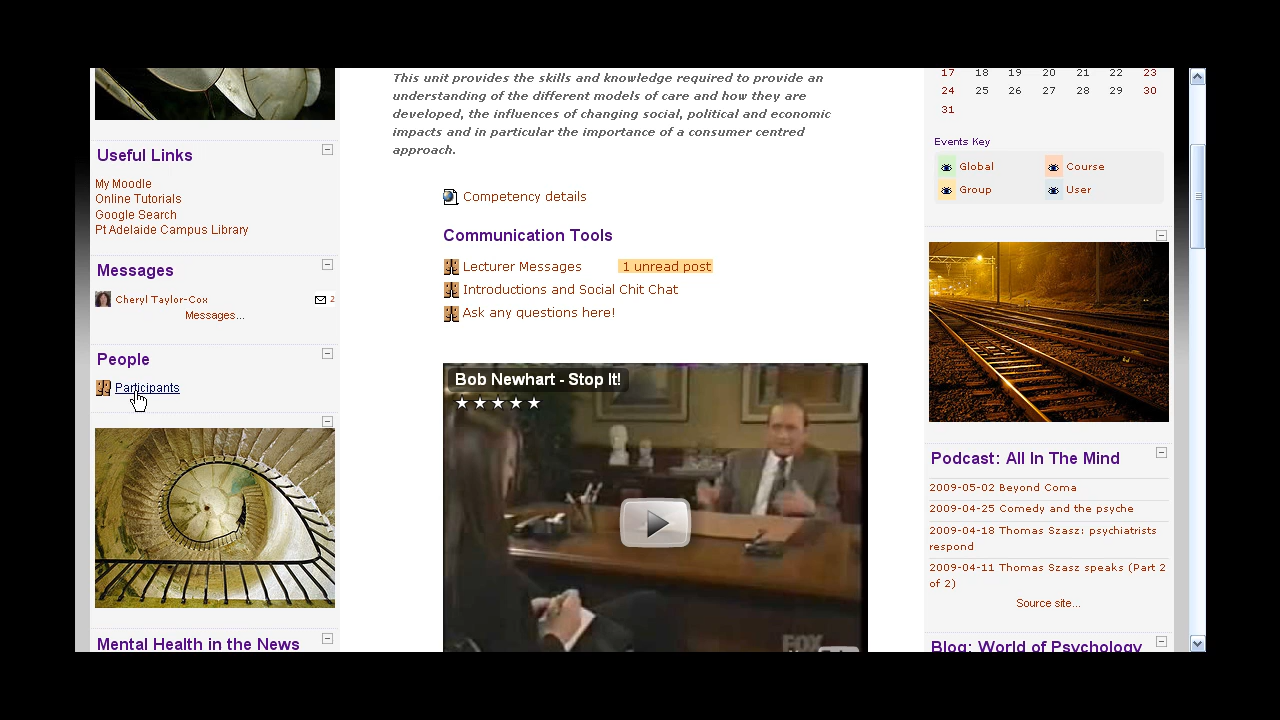 Useful Links
My Moodle
Online Tutorials
Google Search
Pt Adelaide Campus Library
Messages
Cheryl Taylor-Cox
2
Messages...
People
Participants
Mental Health in the News
This unit provides the skills and knowledge required to provide an
understanding of the different models of care and how they are
developed, the influences of changing social, political and economic
impacts and in particular the importance of a consumer centred
approach.
Competency details
Communication Tools
Lecturer Messages 1 unread post
Introductions and Social Chit Chat
Ask any questions here!
Bob Newhart - Stop It!
FOX
17 18 19 20 21 22 23
24 25 26 27 28 29 30
31
Events Key
Global Course
Group User
Podcast: All In The Mind
2009-05-02 Beyond Coma
2009-04-25 Comedy and the psyche
2009-04-18 Thomas Szasz: psychiatrists
respond
2009-04-11 Thomas Szasz speaks (Part 2
of 2)
Source site...
Blog: World of Psychology